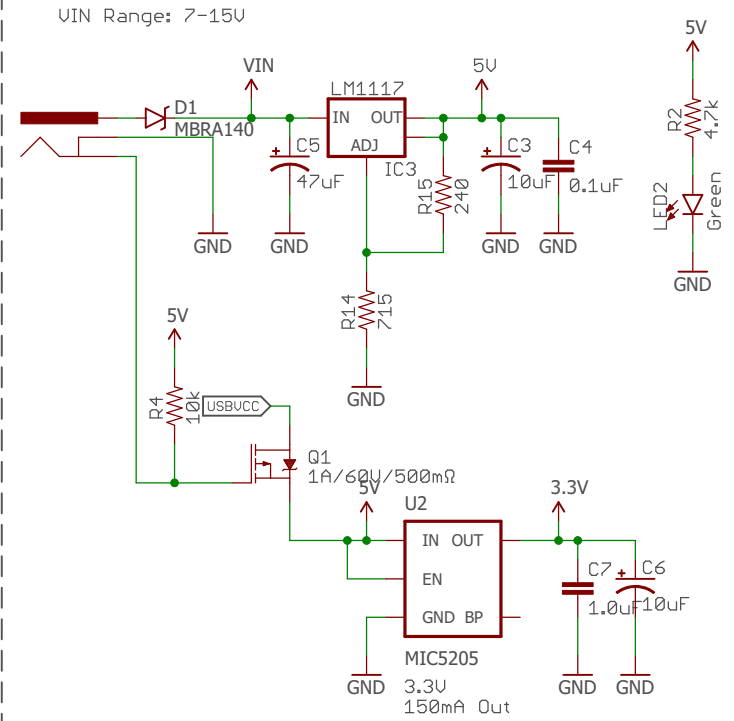 VIN Range: 7-15V
VIN
5V
5V
D1
MBRA140
LM1117
IN OUT
ADJ
IC3
C5
47uF
R15
240
C3
10uF
C4
0.1uF
R2
4.7k
LED2
Green
GND
GND
GND
GND
GND
R14
715
GND
5V
R4
10k
USBVCC
Q1
1A/60V/500mΩ
5V
U2
3.3V
IN OUT
EN
GND BP
C7
1.0uF
C6
10uF
MIC5205
3.3V
150mA Out
GND
GND
GND